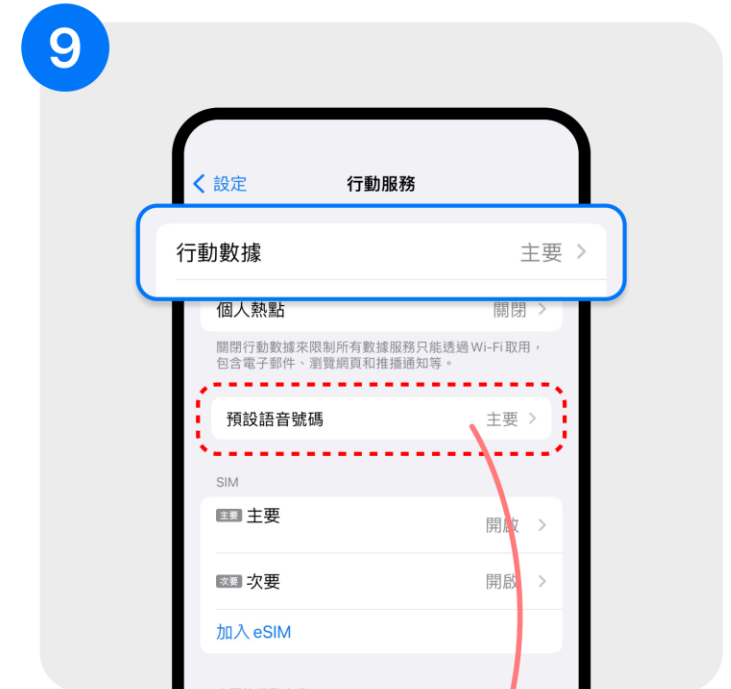 9
設定 行動服務
行動數據 主要
個人熱點 關閉
關閉行動數據來限制所有數據服務只能透過 Wi-Fi 取用，
包含電子郵件、瀏覽網頁和推播通知等。
預設語音號碼 主要
SIM
主要 主要 開啟
次要 次要 開啟
加入 eSIM